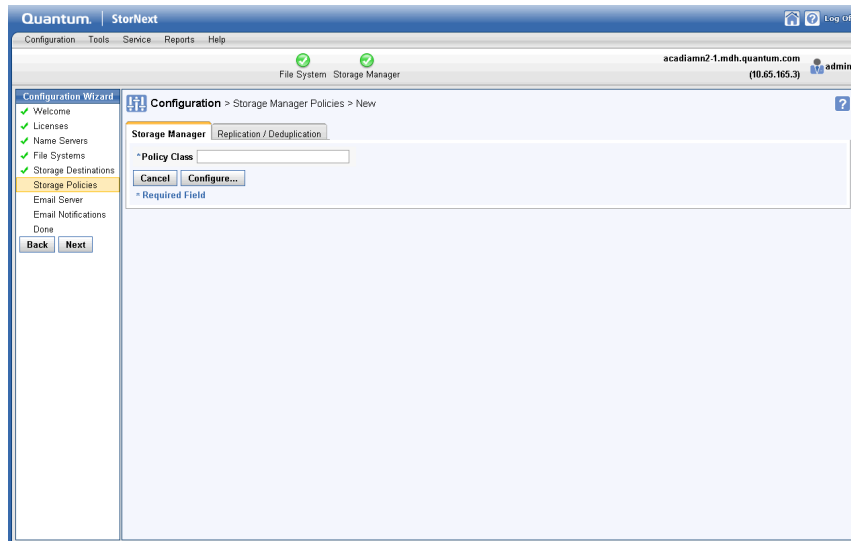 Quantum. | StorNext
Log Of
Configuration Tools Service Reports Help
File System Storage Manager
acadiamn2-1.mdh.quantum.com
(10.65.165.3)
admin
Configuration Wizard
Welcome
Licenses
Name Servers
File Systems
Storage Destinations
Storage Policies
Email Server
Email Notifications
Done
Back Next
Configuration > Storage Manager Policies > New
?
Storage Manager Replication / Deduplication
*Policy Class
Cancel Configure...
* Required Field